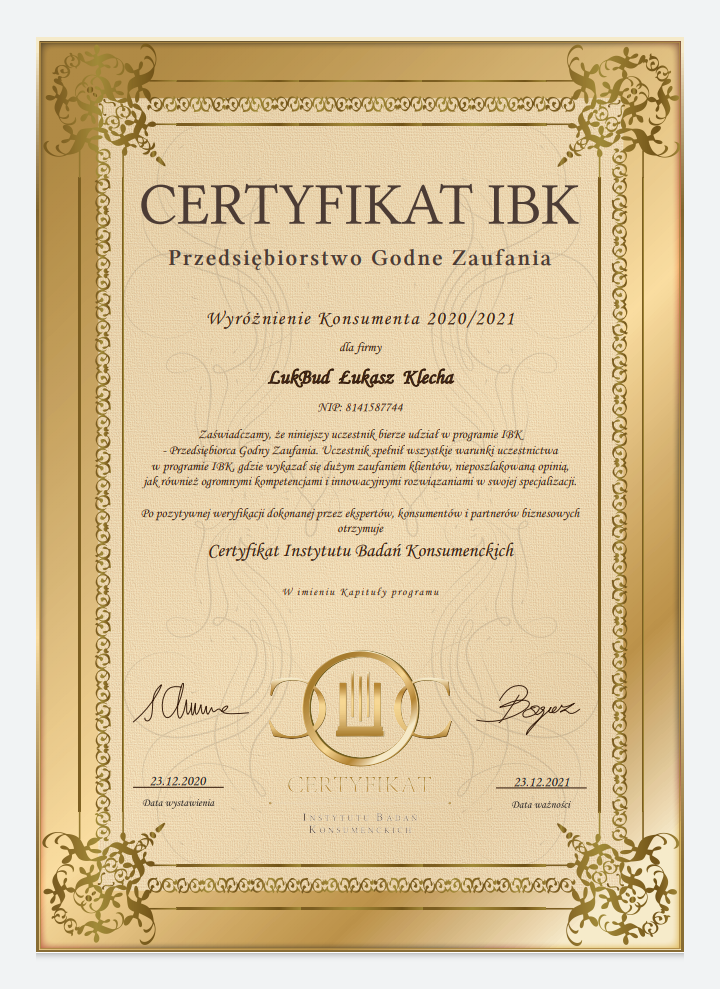 CERTYFIKAT IBK
Przedsiębiorstwo Godne Zaufania
Wyróżnienie Konsumenta 2020/2021
dla firmy
LukBud Łukasz Klecha
NIP: 8141587744
Zaświadczamy, że niniejszy uczestnik bierze udział w programie IBK
- Przedsiębiorca Godny Zaufania. Uczestnik spełnił wszystkie warunki uczestnictwa
w programie IBK, gdzie wykazał się dużym zaufaniem klientów, nieposzlakowaną opinią,
jak również ogromnymi kompetencjami i innowacyjnymi rozwiązaniami w swojej specjalizacji.
Po pozytywnej weryfikacji dokonanej przez ekspertów, konsumentów i partnerów biznesowych
otrzymuje
Certyfikat Instytutu Badań Konsumenckich
W imieniu Kapituły programu
23.12.2020
Data wystawienia
CERTYFIKAT
INSTYTUTU BADAŃ
KONSUMENCKICH
23.12.2021
Data ważności